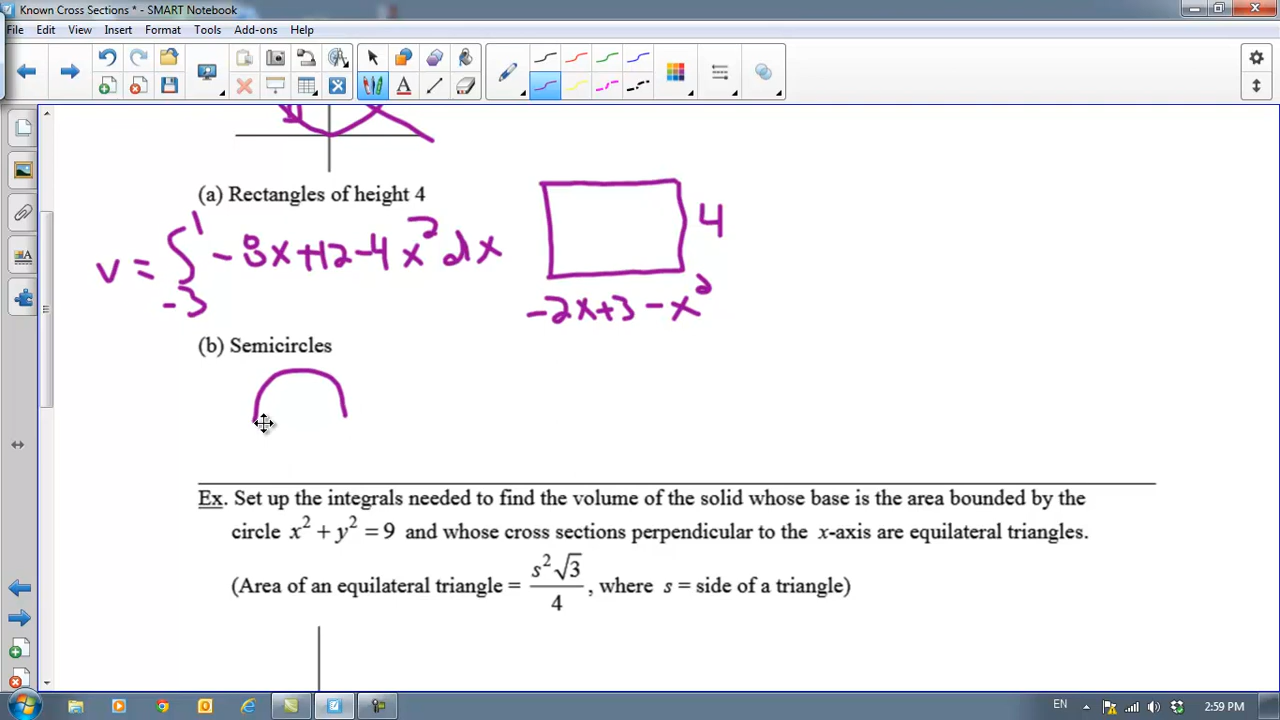 Known Cross Sections * - SMART Notebook
File Edit View Insert Format Tools Add-ons Help
(a) Rectangles of height 4
4
v = ∫ -8x+12-4x² dx
1
-3
-2x+3-x²
(b) Semicircles
Ex. Set up the integrals needed to find the volume of the solid whose base is the area bounded by the
circle x² + y² = 9 and whose cross sections perpendicular to the x-axis are equilateral triangles.
(Area of an equilateral triangle = s²√3/4, where s = side of a triangle)
EN 2:59 PM